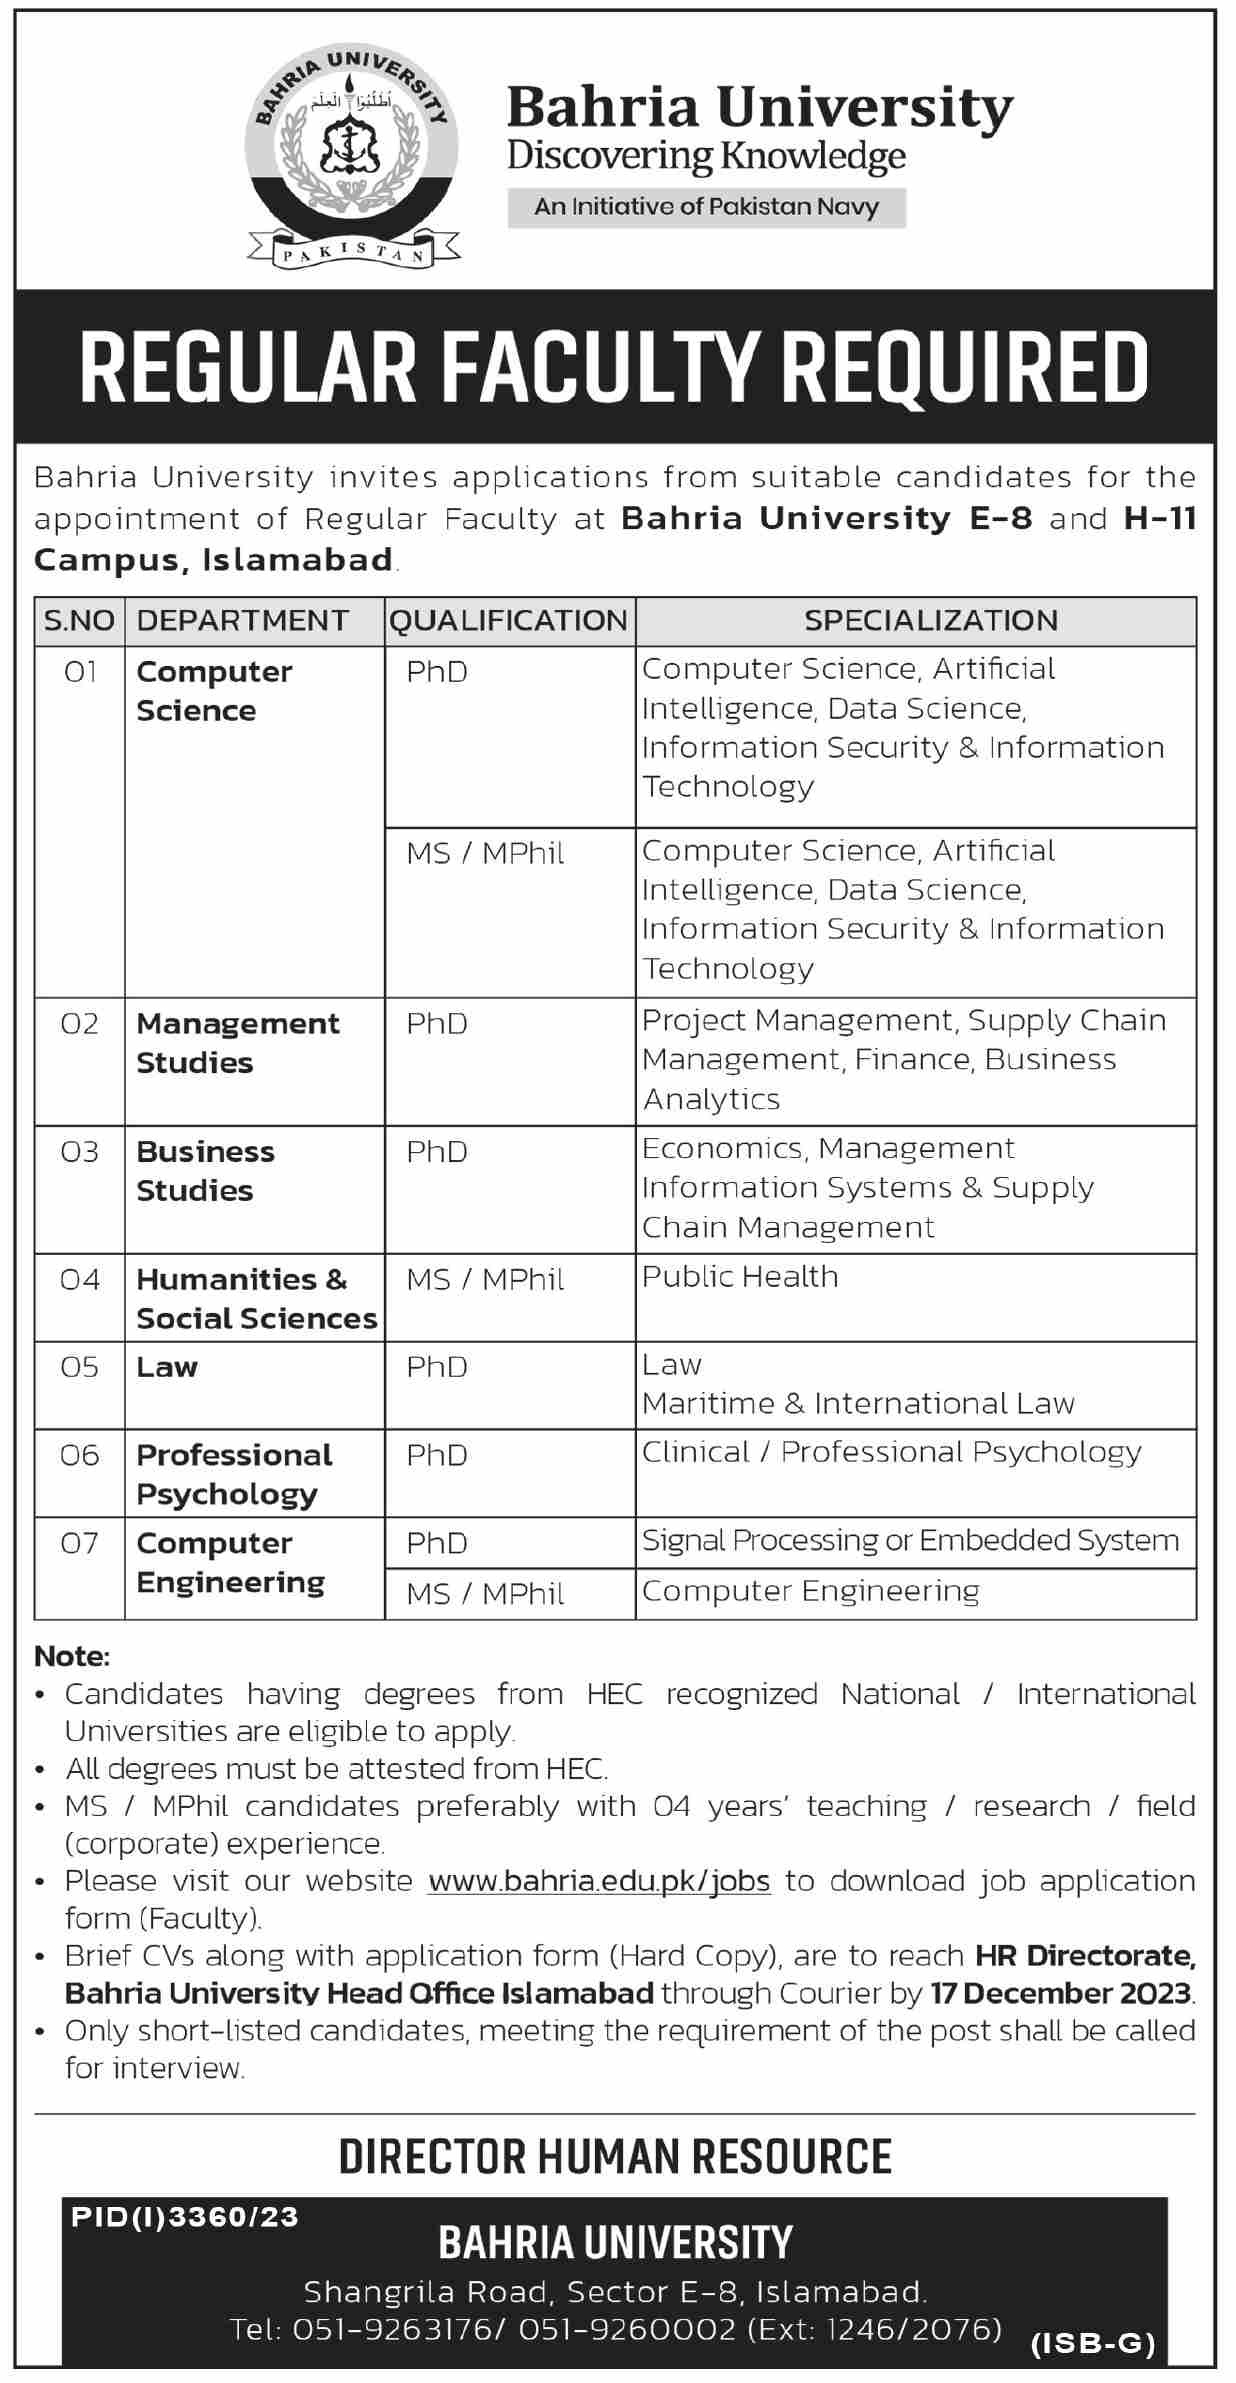 BAHRIA UNIVERSITY
اُطْلُبُوا الْعِلْمَ
PAKISTAN
Bahria University
Discovering Knowledge
An Initiative of Pakistan Navy
REGULAR FACULTY REQUIRED
Bahria University invites applications from suitable candidates for the
appointment of Regular Faculty at Bahria University E-8 and H-11
Campus, Islamabad.
S.NO DEPARTMENT QUALIFICATION SPECIALIZATION
01 Computer PhD Computer Science, Artificial
Science Intelligence, Data Science,
Information Security & Information
Technology
MS / MPhil Computer Science, Artificial
Intelligence, Data Science,
Information Security & Information
Technology
02 Management PhD Project Management, Supply Chain
Studies Management, Finance, Business
Analytics
03 Business PhD Economics, Management
Studies Information Systems & Supply
Chain Management
04 Humanities & MS / MPhil Public Health
Social Sciences
05 Law PhD Law
Maritime & International Law
06 Professional PhD Clinical / Professional Psychology
Psychology
07 Computer PhD Signal Processing or Embedded System
Engineering MS / MPhil Computer Engineering
Note:
• Candidates having degrees from HEC recognized National / International
Universities are eligible to apply.
• All degrees must be attested from HEC.
• MS / MPhil candidates preferably with 04 years' teaching / research / field
(corporate) experience.
• Please visit our website www.bahria.edu.pk/jobs to download job application
form (Faculty).
• Brief CVs along with application form (Hard Copy), are to reach HR Directorate,
Bahria University Head Office Islamabad through Courier by 17 December 2023.
• Only short-listed candidates, meeting the requirement of the post shall be called
for interview.
DIRECTOR HUMAN RESOURCE
PID(I)3360/23
BAHRIA UNIVERSITY
Shangrila Road, Sector E-8, Islamabad.
Tel: 051-9263176/ 051-9260002 (Ext: 1246/2076)
(ISB-G)